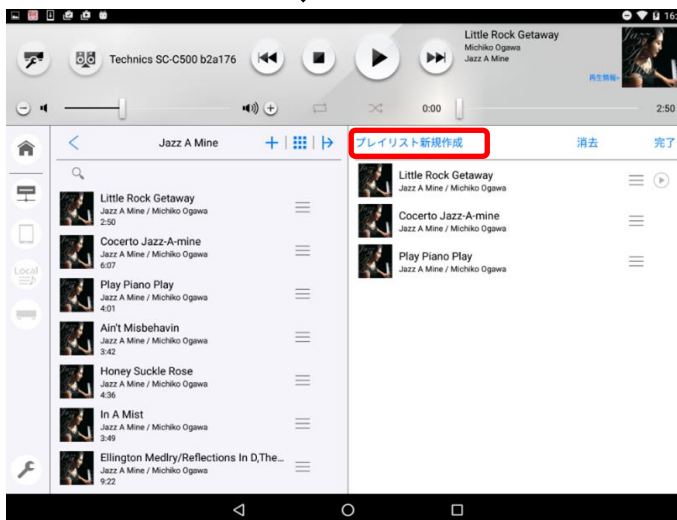 16:
Little Rock Getaway
Michiko Ogawa
Jazz A Mine
Technics SC-C500 b2a176
再生情報
0:00
2:50
Jazz A Mine
プレイリスト新規作成
消去
完了
Little Rock Getaway
Jazz A Mine / Michiko Ogawa
2:50
Cocerto Jazz-A-mine
Jazz A Mine / Michiko Ogawa
6:07
Play Piano Play
Jazz A Mine / Michiko Ogawa
4:01
Ain't Misbehavin
Jazz A Mine / Michiko Ogawa
3:42
Honey Suckle Rose
Jazz A Mine / Michiko Ogawa
4:36
In A Mist
Jazz A Mine / Michiko Ogawa
3:49
Ellington Medlry/Reflections In D,The...
Jazz A Mine / Michiko Ogawa
9:22
Little Rock Getaway
Jazz A Mine / Michiko Ogawa
Cocerto Jazz-A-mine
Jazz A Mine / Michiko Ogawa
Play Piano Play
Jazz A Mine / Michiko Ogawa
Local